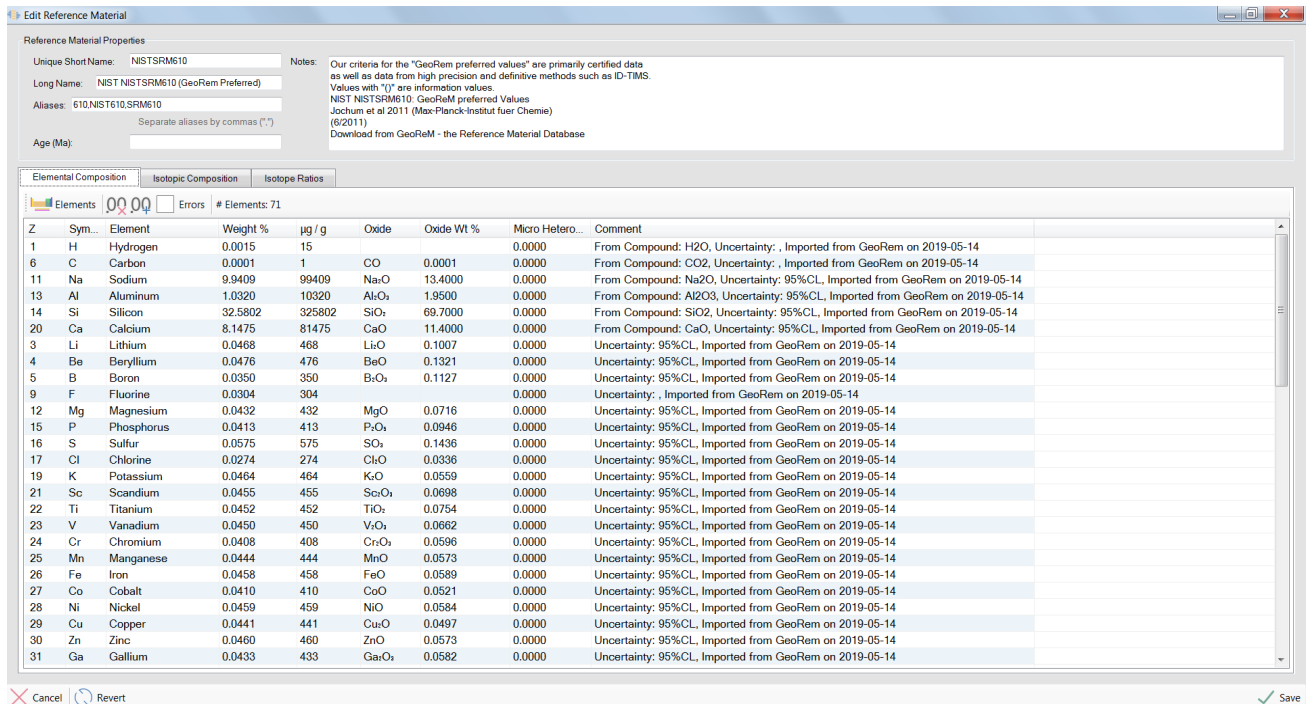 Edit Reference Material
Reference Material Properties
Unique Short Name: NISTSRM610
Long Name: NIST NISTSRM610 (GeoRem Preferred)
Aliases: 610,NIST610,SRM610
Separate aliases by commas (",")
Age (Ma):
Notes:
Our criteria for the "GeoRem preferred values" are primarily certified data
as well as data from high precision and definitive methods such as ID-TIMS.
Values with "()" are information values.
NIST NISTSRM610: GeoReM preferred Values
Jochum et al 2011 (Max-Planck-Institut fuer Chemie)
(6/2011)
Download from GeoReM - the Reference Material Database
Elemental Composition Isotopic Composition Isotope Ratios
Elements .00 .00 Errors # Elements: 71
Z Sym... Element Weight % µg / g Oxide Oxide Wt % Micro Hetero... Comment
1 H Hydrogen 0.0015 15 0.0000 From Compound: H2O, Uncertainty: , Imported from GeoRem on 2019-05-14
6 C Carbon 0.0001 1 CO 0.0001 0.0000 From Compound: CO2, Uncertainty: , Imported from GeoRem on 2019-05-14
11 Na Sodium 9.9409 99409 Na₂O 13.4000 0.0000 From Compound: Na2O, Uncertainty: 95%CL, Imported from GeoRem on 2019-05-14
13 Al Aluminum 1.0320 10320 Al₂O₃ 1.9500 0.0000 From Compound: Al2O3, Uncertainty: 95%CL, Imported from GeoRem on 2019-05-14
14 Si Silicon 32.5802 325802 SiO₂ 69.7000 0.0000 From Compound: SiO2, Uncertainty: 95%CL, Imported from GeoRem on 2019-05-14
20 Ca Calcium 8.1475 81475 CaO 11.4000 0.0000 From Compound: CaO, Uncertainty: 95%CL, Imported from GeoRem on 2019-05-14
3 Li Lithium 0.0468 468 Li₂O 0.1007 0.0000 Uncertainty: 95%CL, Imported from GeoRem on 2019-05-14
4 Be Beryllium 0.0476 476 BeO 0.1321 0.0000 Uncertainty: 95%CL, Imported from GeoRem on 2019-05-14
5 B Boron 0.0350 350 B₂O₃ 0.1127 0.0000 Uncertainty: 95%CL, Imported from GeoRem on 2019-05-14
9 F Fluorine 0.0304 304 0.0000 Uncertainty: , Imported from GeoRem on 2019-05-14
12 Mg Magnesium 0.0432 432 MgO 0.0716 0.0000 Uncertainty: 95%CL, Imported from GeoRem on 2019-05-14
15 P Phosphorus 0.0413 413 P₂O₅ 0.0946 0.0000 Uncertainty: 95%CL, Imported from GeoRem on 2019-05-14
16 S Sulfur 0.0575 575 SO₃ 0.1436 0.0000 Uncertainty: 95%CL, Imported from GeoRem on 2019-05-14
17 Cl Chlorine 0.0274 274 Cl₂O 0.0336 0.0000 Uncertainty: 95%CL, Imported from GeoRem on 2019-05-14
19 K Potassium 0.0464 464 K₂O 0.0559 0.0000 Uncertainty: 95%CL, Imported from GeoRem on 2019-05-14
21 Sc Scandium 0.0455 455 Sc₂O₃ 0.0698 0.0000 Uncertainty: 95%CL, Imported from GeoRem on 2019-05-14
22 Ti Titanium 0.0452 452 TiO₂ 0.0754 0.0000 Uncertainty: 95%CL, Imported from GeoRem on 2019-05-14
23 V Vanadium 0.0450 450 V₂O₃ 0.0662 0.0000 Uncertainty: 95%CL, Imported from GeoRem on 2019-05-14
24 Cr Chromium 0.0408 408 Cr₂O₃ 0.0596 0.0000 Uncertainty: 95%CL, Imported from GeoRem on 2019-05-14
25 Mn Manganese 0.0444 444 MnO 0.0573 0.0000 Uncertainty: 95%CL, Imported from GeoRem on 2019-05-14
26 Fe Iron 0.0458 458 FeO 0.0589 0.0000 Uncertainty: 95%CL, Imported from GeoRem on 2019-05-14
27 Co Cobalt 0.0410 410 CoO 0.0521 0.0000 Uncertainty: 95%CL, Imported from GeoRem on 2019-05-14
28 Ni Nickel 0.0459 459 NiO 0.0584 0.0000 Uncertainty: 95%CL, Imported from GeoRem on 2019-05-14
29 Cu Copper 0.0441 441 Cu₂O 0.0497 0.0000 Uncertainty: 95%CL, Imported from GeoRem on 2019-05-14
30 Zn Zinc 0.0460 460 ZnO 0.0573 0.0000 Uncertainty: 95%CL, Imported from GeoRem on 2019-05-14
31 Ga Gallium 0.0433 433 Ga₂O₃ 0.0582 0.0000 Uncertainty: 95%CL, Imported from GeoRem on 2019-05-14
Cancel Revert Save